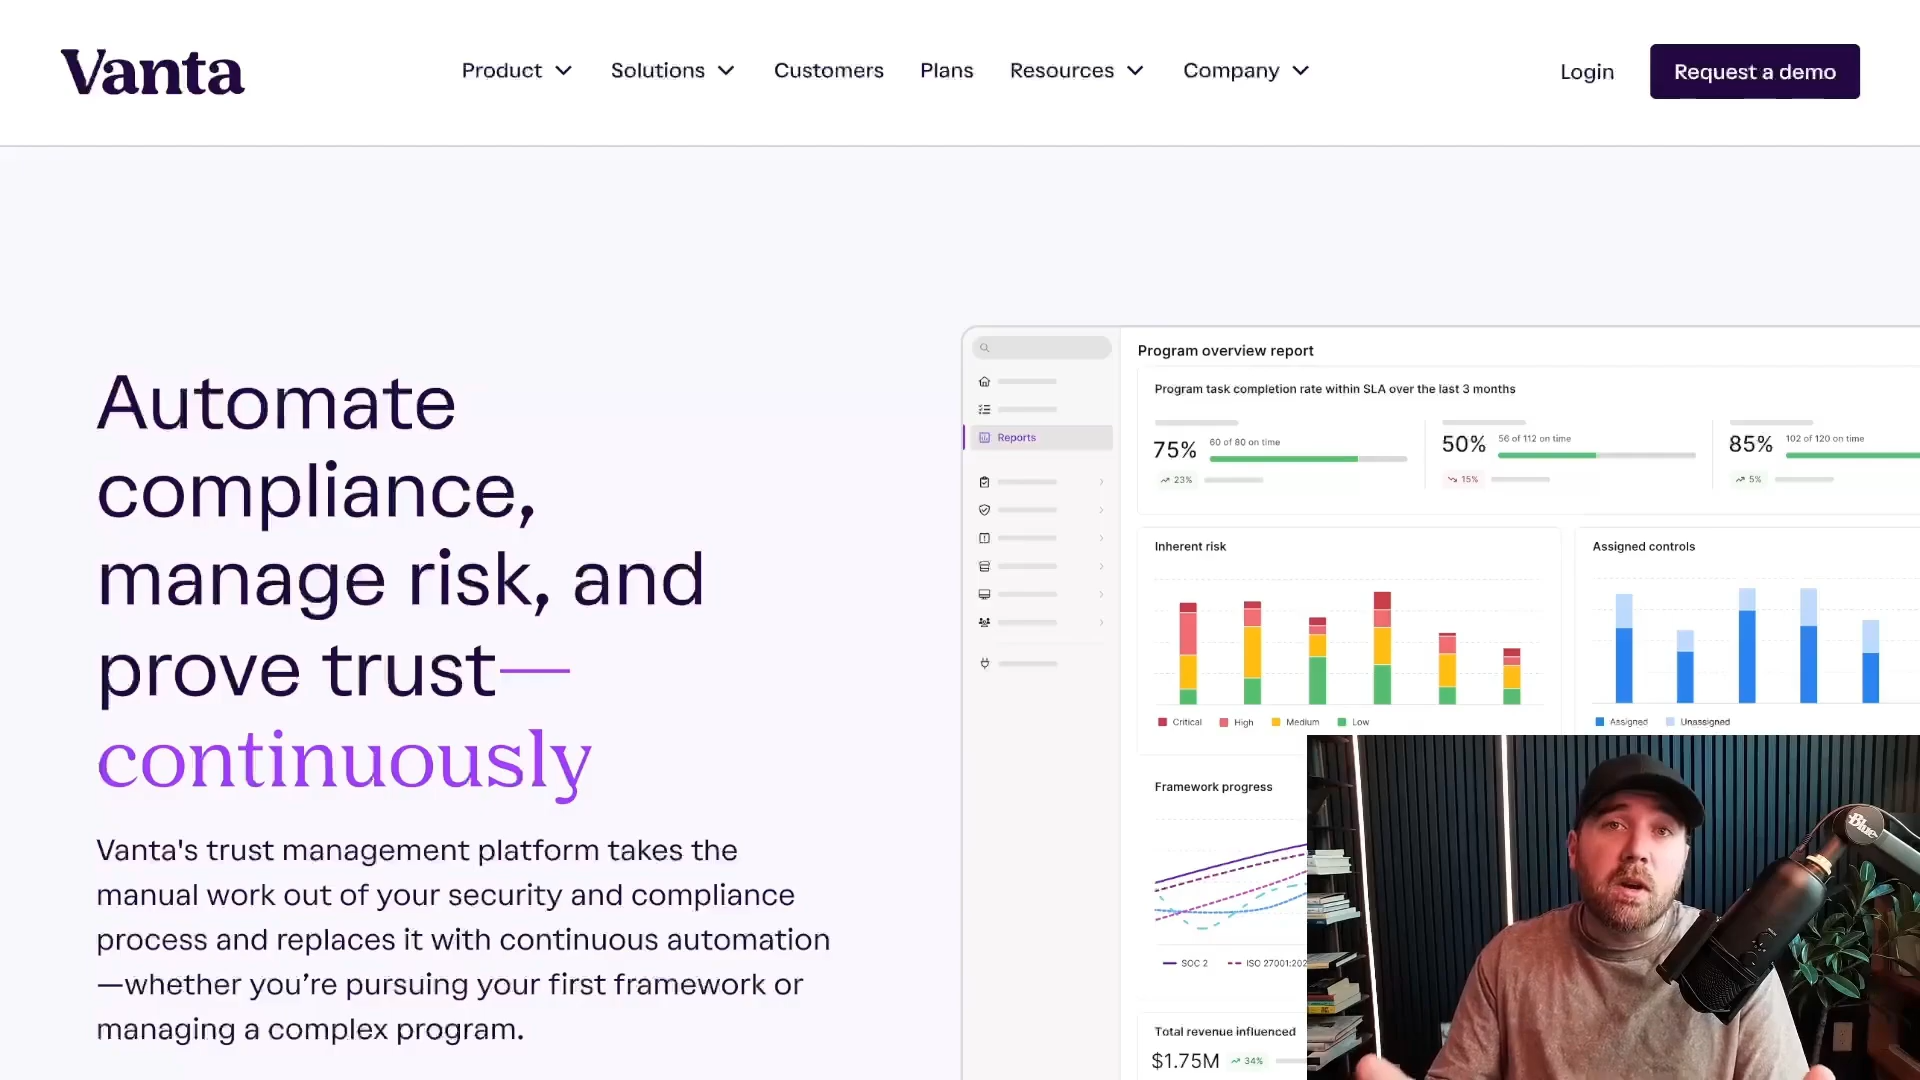 Vanta
Product
Solutions
Customers
Plans
Resources
Company
Login
Request a demo
Automate
compliance,
manage risk, and
prove trust—
continuously
Vanta's trust management platform takes the
manual work out of your security and compliance
process and replaces it with continuous automation
—whether you’re pursuing your first framework or
managing a complex program.
Reports
Program overview report
Program task completion rate within SLA over the last 3 months
75%
60 of 80 on time
23%
50%
56 of 112 on time
15%
85%
102 of 120 on time
5%
Inherent risk
Critical
High
Medium
Low
Assigned controls
Assigned
Unassigned
Framework progress
SOC 2
ISO 27001:202
Total revenue influenced
$1.75M
34%
Blue